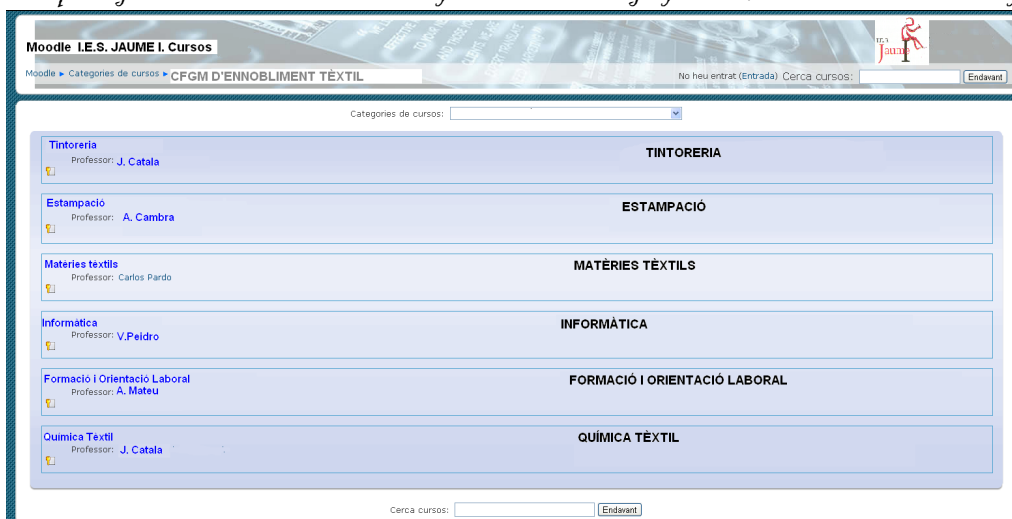 Moodle I.E.S. JAUME I. Cursos
Jaume
I
Moodle ► Categories de cursos ► CFGM D'ENNOBLIMENT TÈXTIL
No heu entrat (Entrada) Cerca cursos: Endavant
Categories de cursos:
Tintoreria
TINTORERIA
Professor: J. Catala
Estampació
ESTAMPACIÓ
Professor: A. Cambra
Matèries tèxtils
MATÈRIES TÈXTILS
Professor: Carlos Pardo
Informàtica
INFORMÀTICA
Professor: V.Peidro
Formació i Orientació Laboral
FORMACIÓ I ORIENTACIÓ LABORAL
Professor: A. Mateu
Química Tèxtil
QUÍMICA TÈXTIL
Professor: J. Catala
Cerca cursos: Endavant